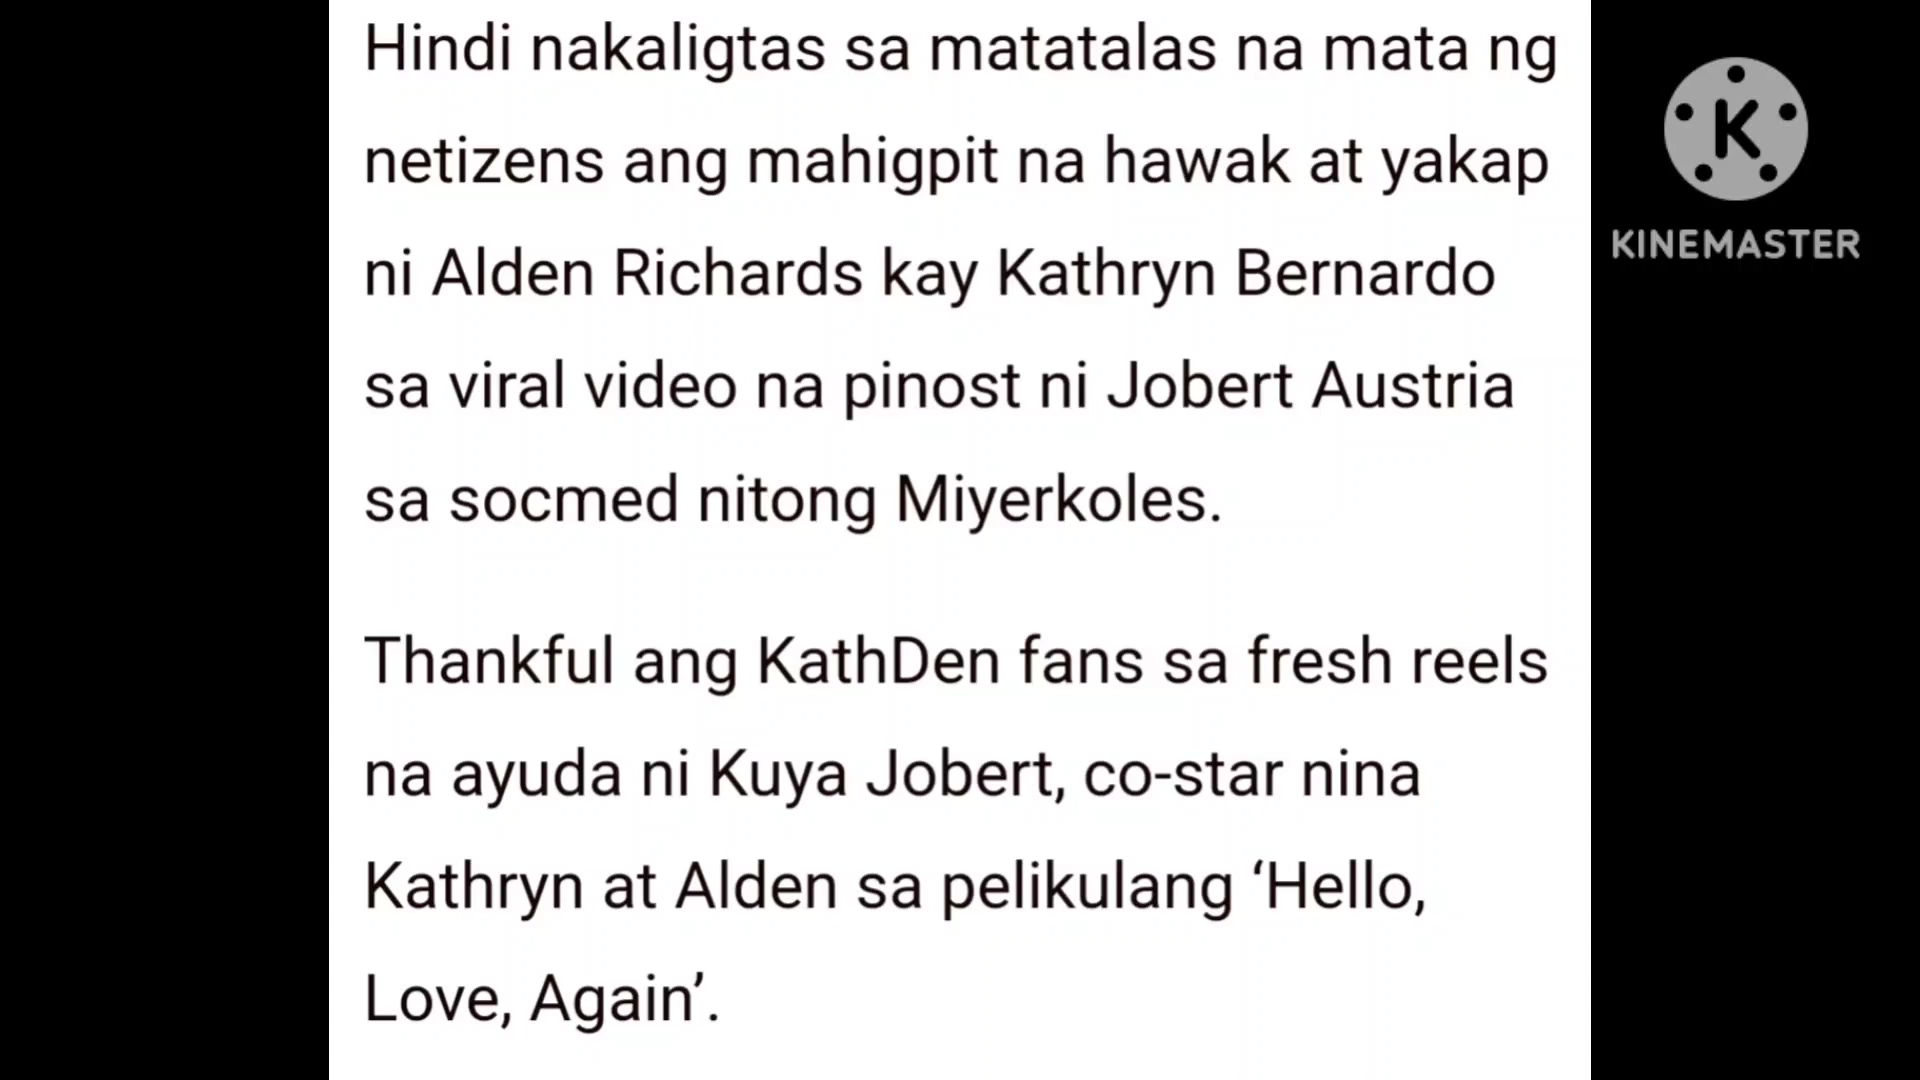 Hindi nakaligtas sa matatalas na mata ng
netizens ang mahigpit na hawak at yakap
ni Alden Richards kay Kathryn Bernardo
sa viral video na pinost ni Jobert Austria
sa socmed nitong Miyerkoles.
Thankful ang KathDen fans sa fresh reels
na ayuda ni Kuya Jobert, co-star nina
Kathryn at Alden sa pelikulang ‘Hello,
Love, Again’.
K
KINEMASTER